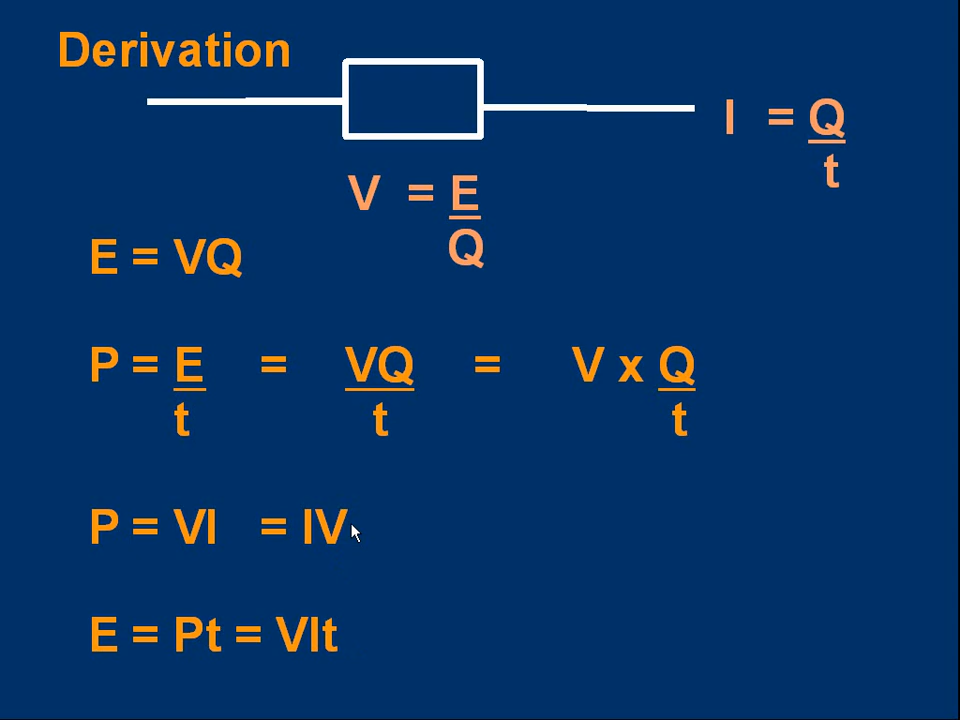 Derivation
I = Q
t
V = E
Q
E = VQ
P = E = VQ = V x Q
t t t
P = VI = IV
E = Pt = VIt